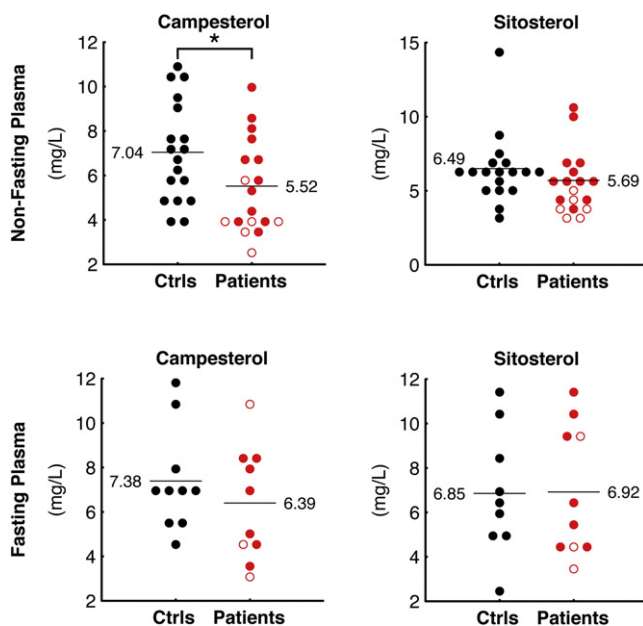 Campesterol
*
12
10
8
6
4
2
(mg/L)
Non-Fasting Plasma
7.04
5.52
Ctrls Patients
Sitosterol
15
10
5
0
(mg/L)
6.49
5.69
Ctrls Patients
Campesterol
12
10
8
6
4
2
(mg/L)
Fasting Plasma
7.38
6.39
Ctrls Patients
Sitosterol
12
10
8
6
4
2
(mg/L)
6.85
6.92
Ctrls Patients